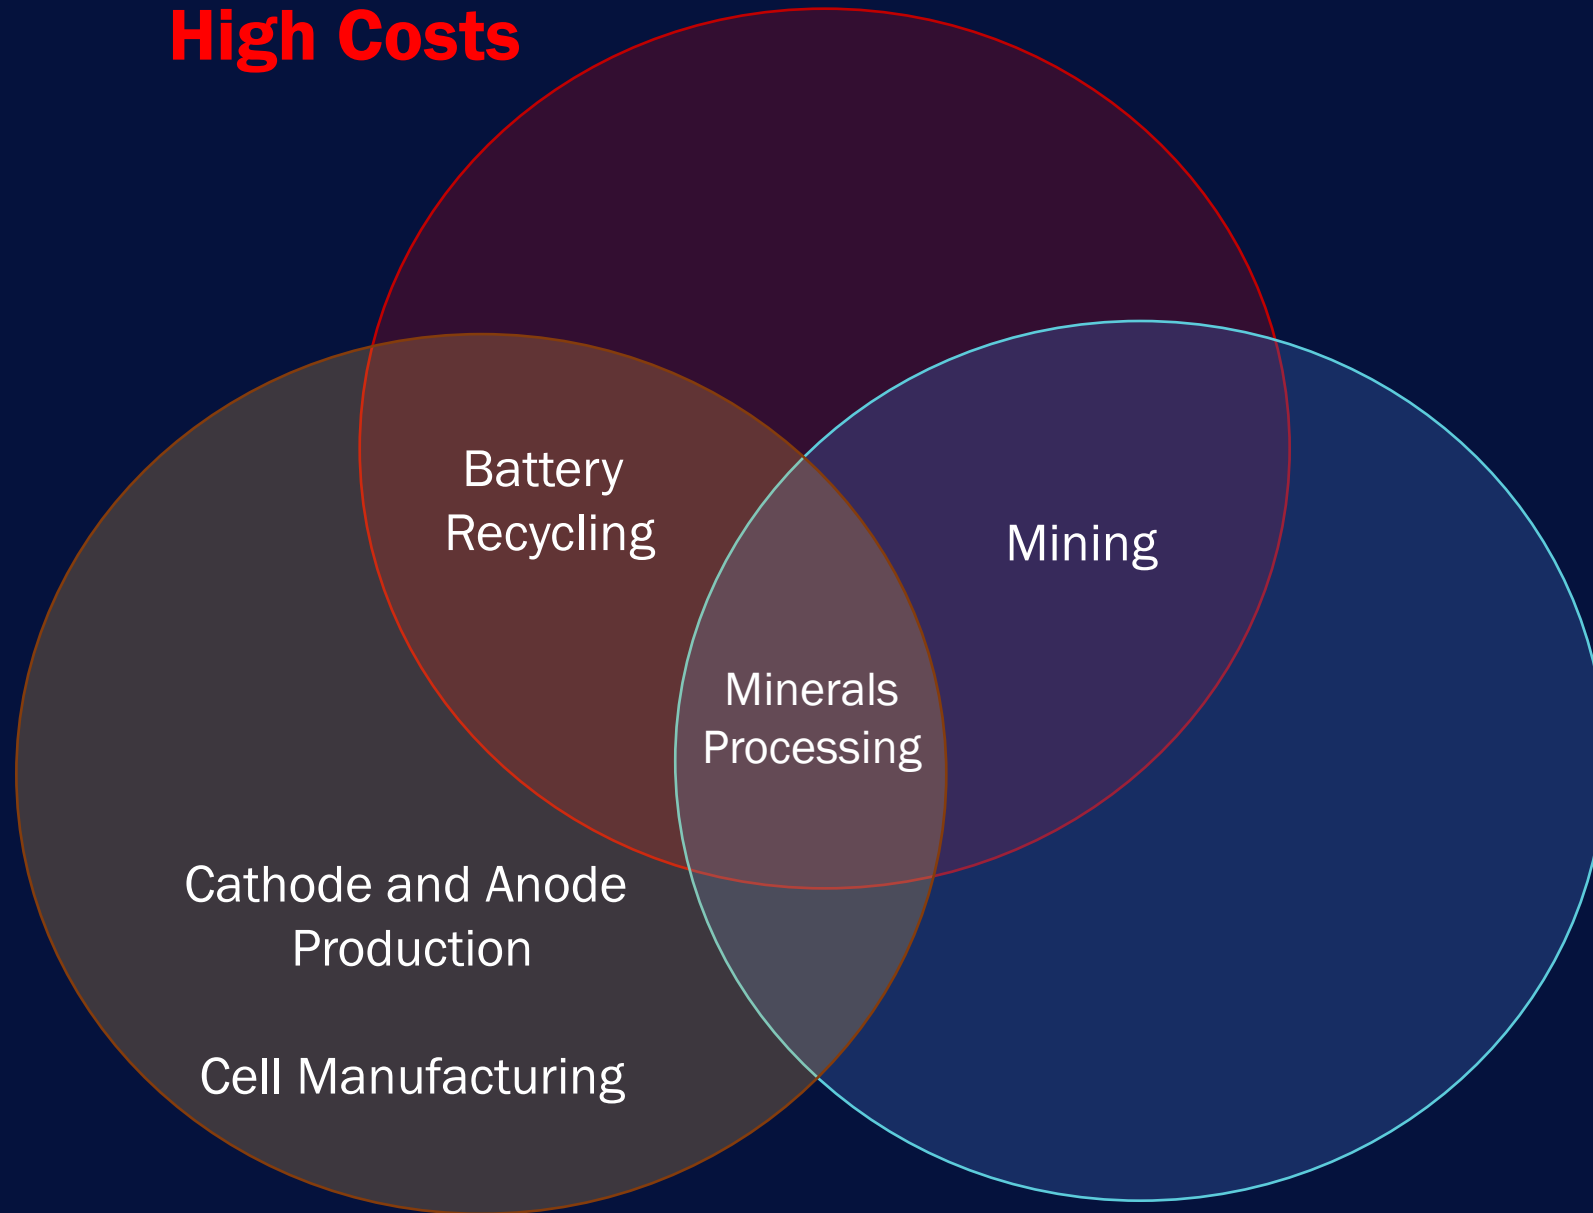 High Costs
Battery
Recycling
Mining
Minerals
Processing
Cathode and Anode
Production
Cell Manufacturing